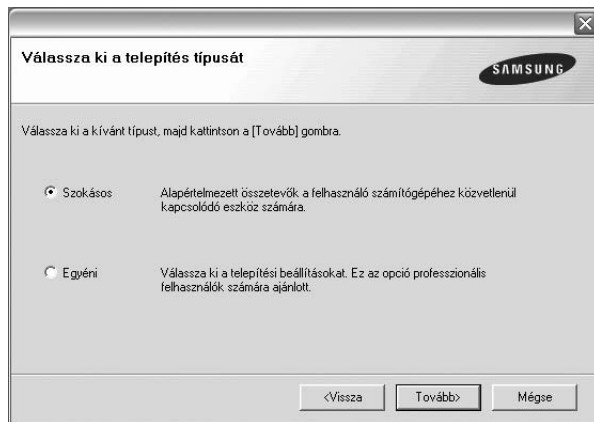 Válassza ki a telepítés típusát
SAMSUNG
Válassza ki a kívánt típust, majd kattintson a [Tovább] gombra.
Szokásos
Alapértelmezett összetevők a felhasználó számítógépéhez közvetlenül
kapcsolódó eszköz számára.
Egyéni
Válassza ki a telepítési beállításokat. Ez az opció professzionális
felhasználók számára ajánlott.
<Vissza
Tovább>
Mégse